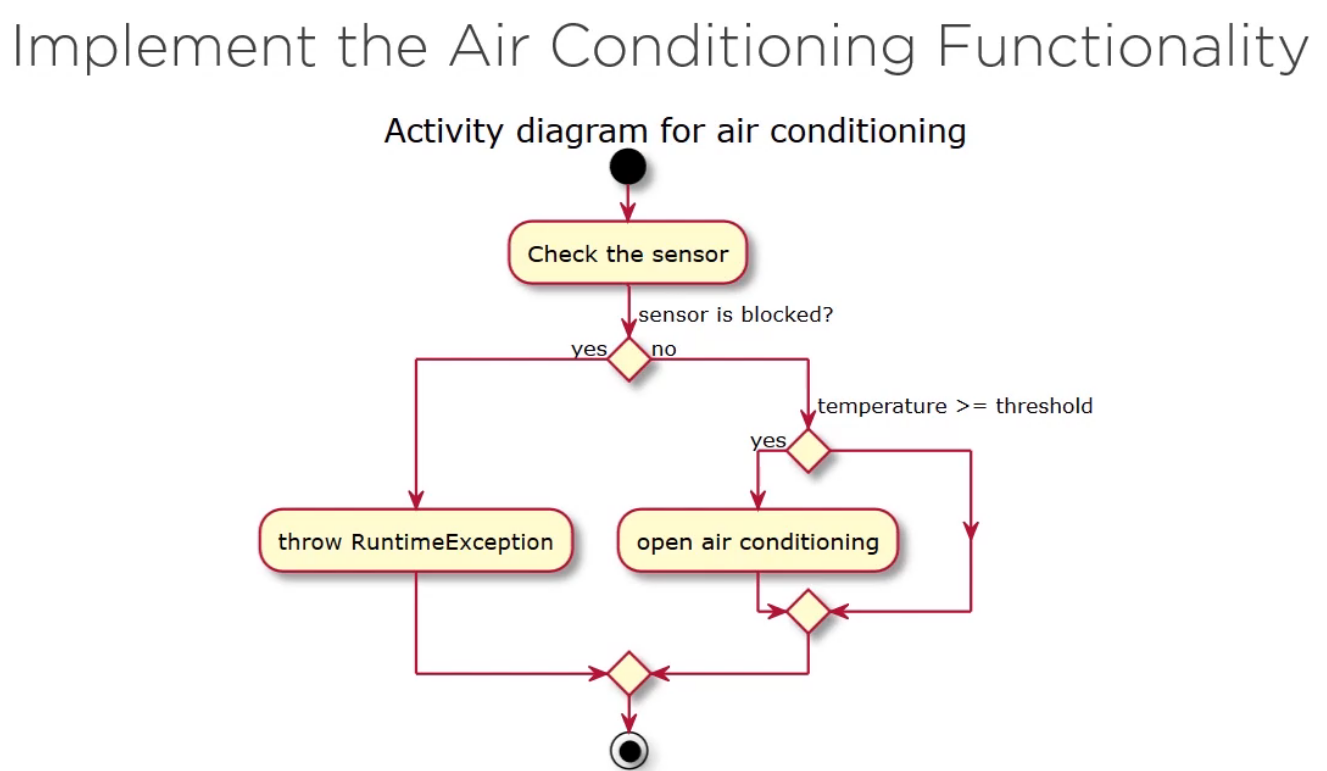 Implement the Air Conditioning Functionality
Activity diagram for air conditioning
Check the sensor
sensor is blocked?
yes
no
temperature >= threshold
yes
throw RuntimeException
open air conditioning